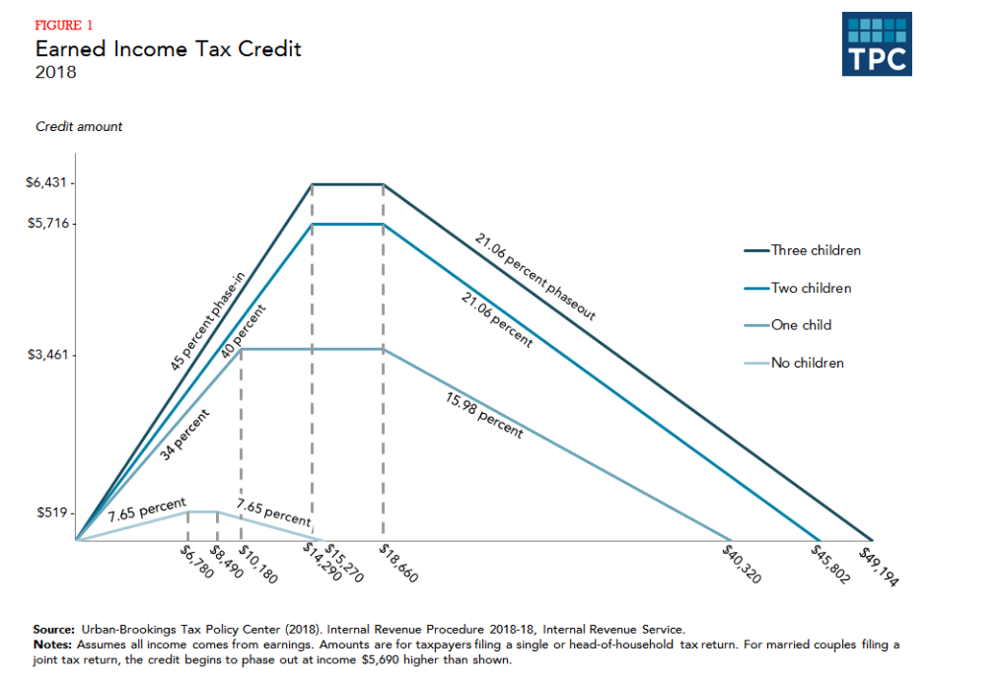 FIGURE 1
Earned Income Tax Credit
2018
TPC
Credit amount
$6,431
$5,716
$3,461
$519
45 percent phase-in
40 percent
34 percent
7.65 percent
7.65 percent
21.06 percent phaseout
21.06 percent
15.98 percent
Three children
Two children
One child
No children
$6,780
$8,490
$10,180
$14,290
$15,270
$18,660
$40,320
$45,802
$49,194
Source: Urban-Brookings Tax Policy Center (2018). Internal Revenue Procedure 2018-18, Internal Revenue Service.
Notes: Assumes all income comes from earnings. Amounts are for taxpayers filing a single or head-of-household tax return. For married couples filing a
joint tax return, the credit begins to phase out at income $5,690 higher than shown.